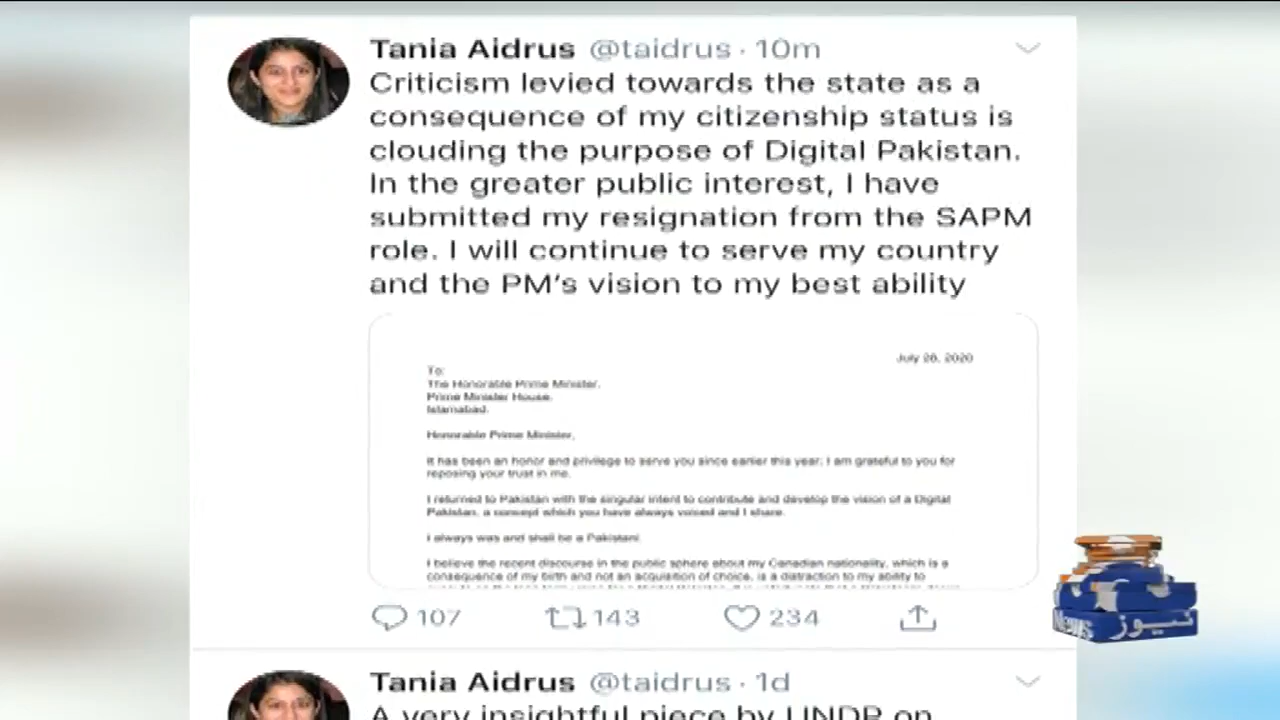 Tania Aidrus @taidrus · 10m
Criticism levied towards the state as a
consequence of my citizenship status is
clouding the purpose of Digital Pakistan.
In the greater public interest, I have
submitted my resignation from the SAPM
role. I will continue to serve my country
and the PM's vision to my best ability
July 28, 2020
To:
The Honorable Prime Minister,
Prime Minister House,
Islamabad.
Honorable Prime Minister,
It has been an honor and privilege to serve you since earlier this year; I am grateful to you for
reposing your trust in me.
I returned to Pakistan with the singular intent to contribute and develop the vision of a Digital
Pakistan, a concept which you have always voiced and I share.
I always was and shall be a Pakistani.
I believe the recent discourse in the public sphere about my Canadian nationality, which is a
consequence of my birth and not an acquisition of choice, is a distraction to my ability to
107 143 234
News نیوز
Tania Aidrus @taidrus · 1d
A very insightful piece by UNDP on